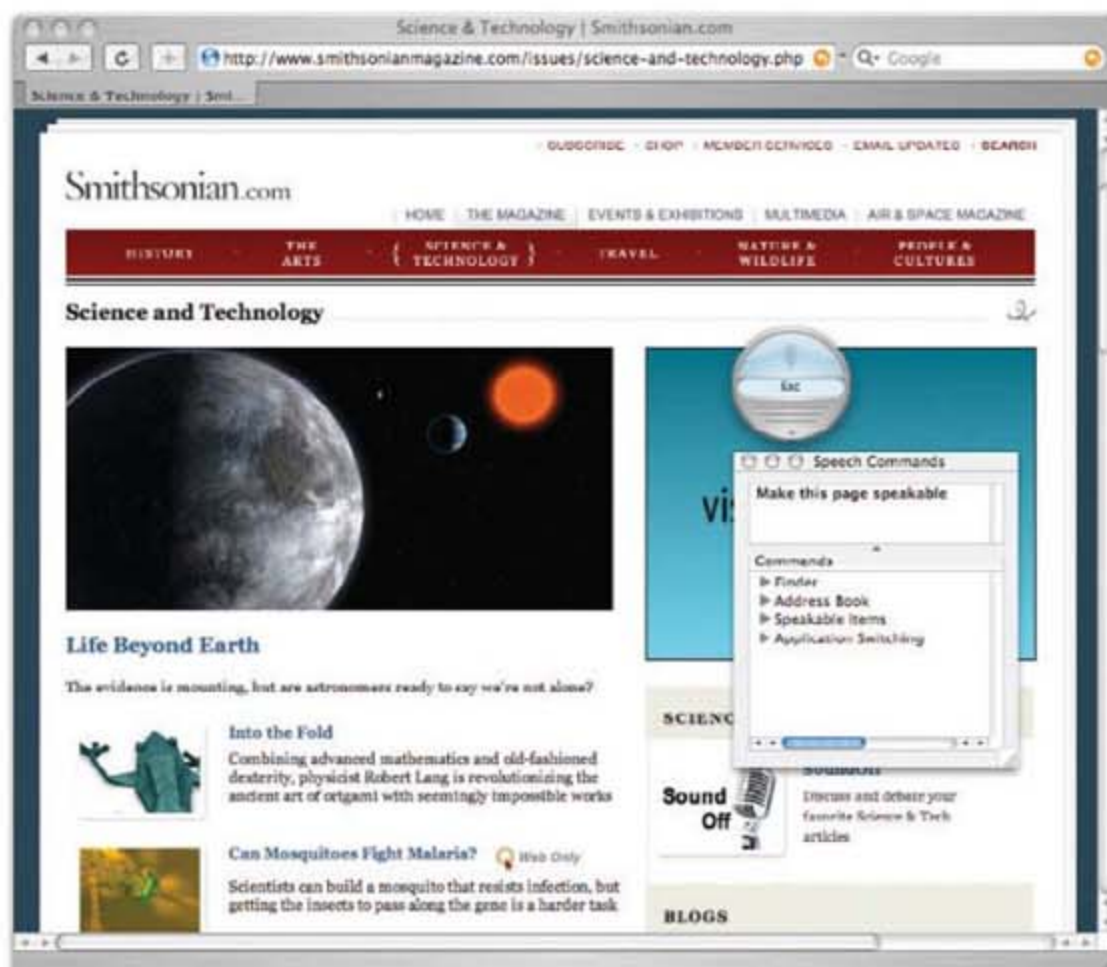 Science & Technology | Smithsonian.com
http://www.smithsonianmagazine.com/issues/science-and-technology.php
Google
Science & Technology | Smi...
SUBSCRIBE SHOP MEMBER SERVICES EMAIL UPDATES SEARCH
Smithsonian.com
HOME THE MAGAZINE EVENTS & EXHIBITIONS MULTIMEDIA AIR & SPACE MAGAZINE
HISTORY THE ARTS { SCIENCE & TECHNOLOGY } TRAVEL NATURE & WILDLIFE PEOPLE & CULTURES
Science and Technology
Life Beyond Earth
The evidence is mounting, but are astronomers ready to say we're not alone?
Into the Fold
Combining advanced mathematics and old-fashioned
dexterity, physicist Robert Lang is revolutionizing the
ancient art of origami with seemingly impossible works
Can Mosquitoes Fight Malaria? Web Only
Scientists can build a mosquito that resists infection, but
getting the insects to pass along the gene is a harder task
Esc
vi
Speech Commands
Make this page speakable
Commands
Finder
Address Book
Speakable Items
Application Switching
SCIENC
Sound
Off
SoundOff
Discuss and debate your
favorite Science & Tech
articles
BLOGS